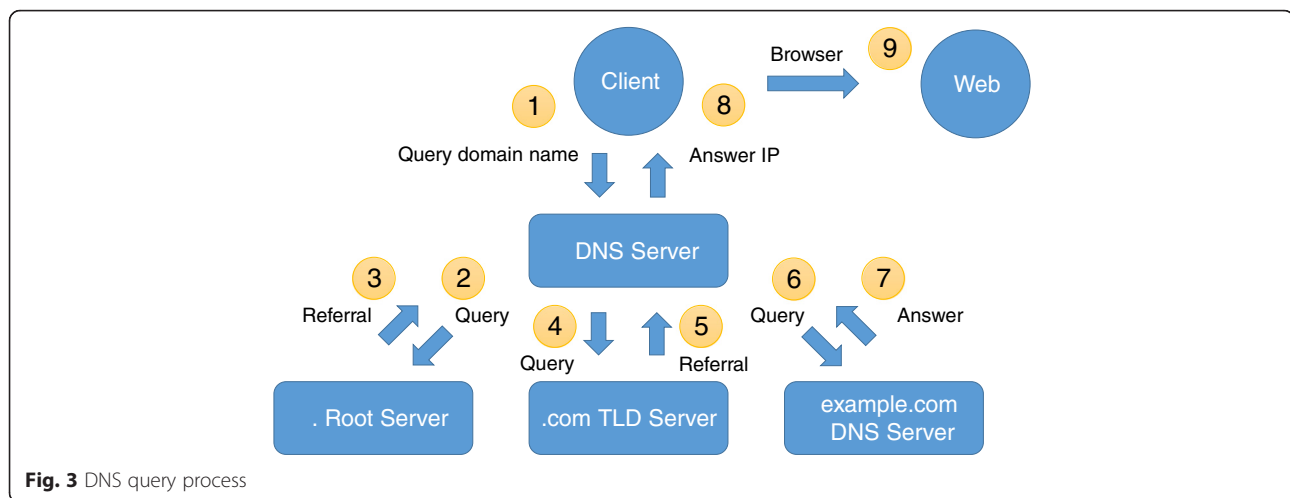 Browser
9
Client
Web
1
8
Query domain name
Answer IP
DNS Server
3
2
6
7
Referral
Query
Query
Answer
4
5
Query
Referral
. Root Server
.com TLD Server
example.com
DNS Server
Fig. 3 DNS query process